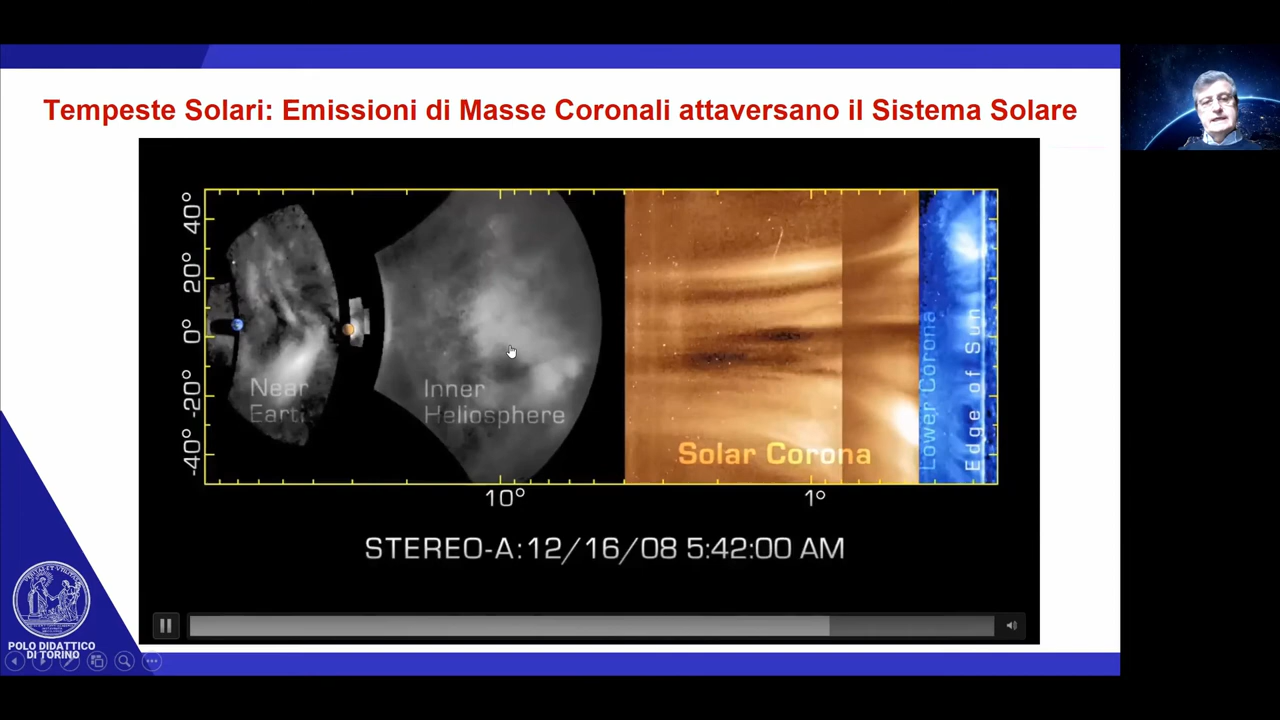 Tempeste Solari: Emissioni di Masse Coronali attaversano il Sistema Solare
40°
20°
0°
-20°
-40°
Near
Earth
Inner
Heliosphere
Solar Corona
Lower Corona
Edge of Sun
10°
1°
STEREO-A: 12/16/08 5:42:00 AM
POLO DIDATTICO
DI TORINO